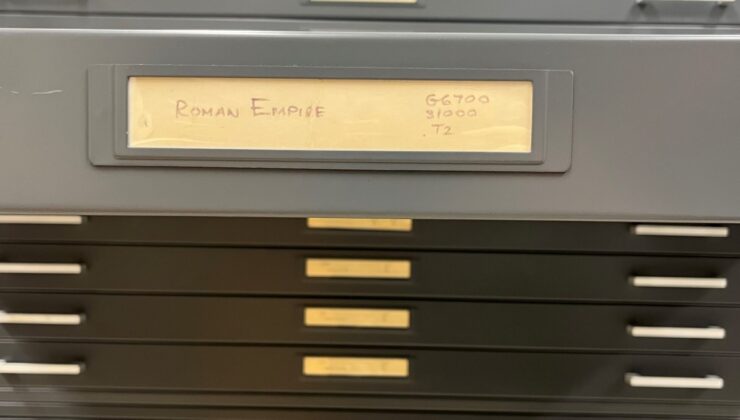 ROMAN EMPIRE
G6700
S1000
.T2